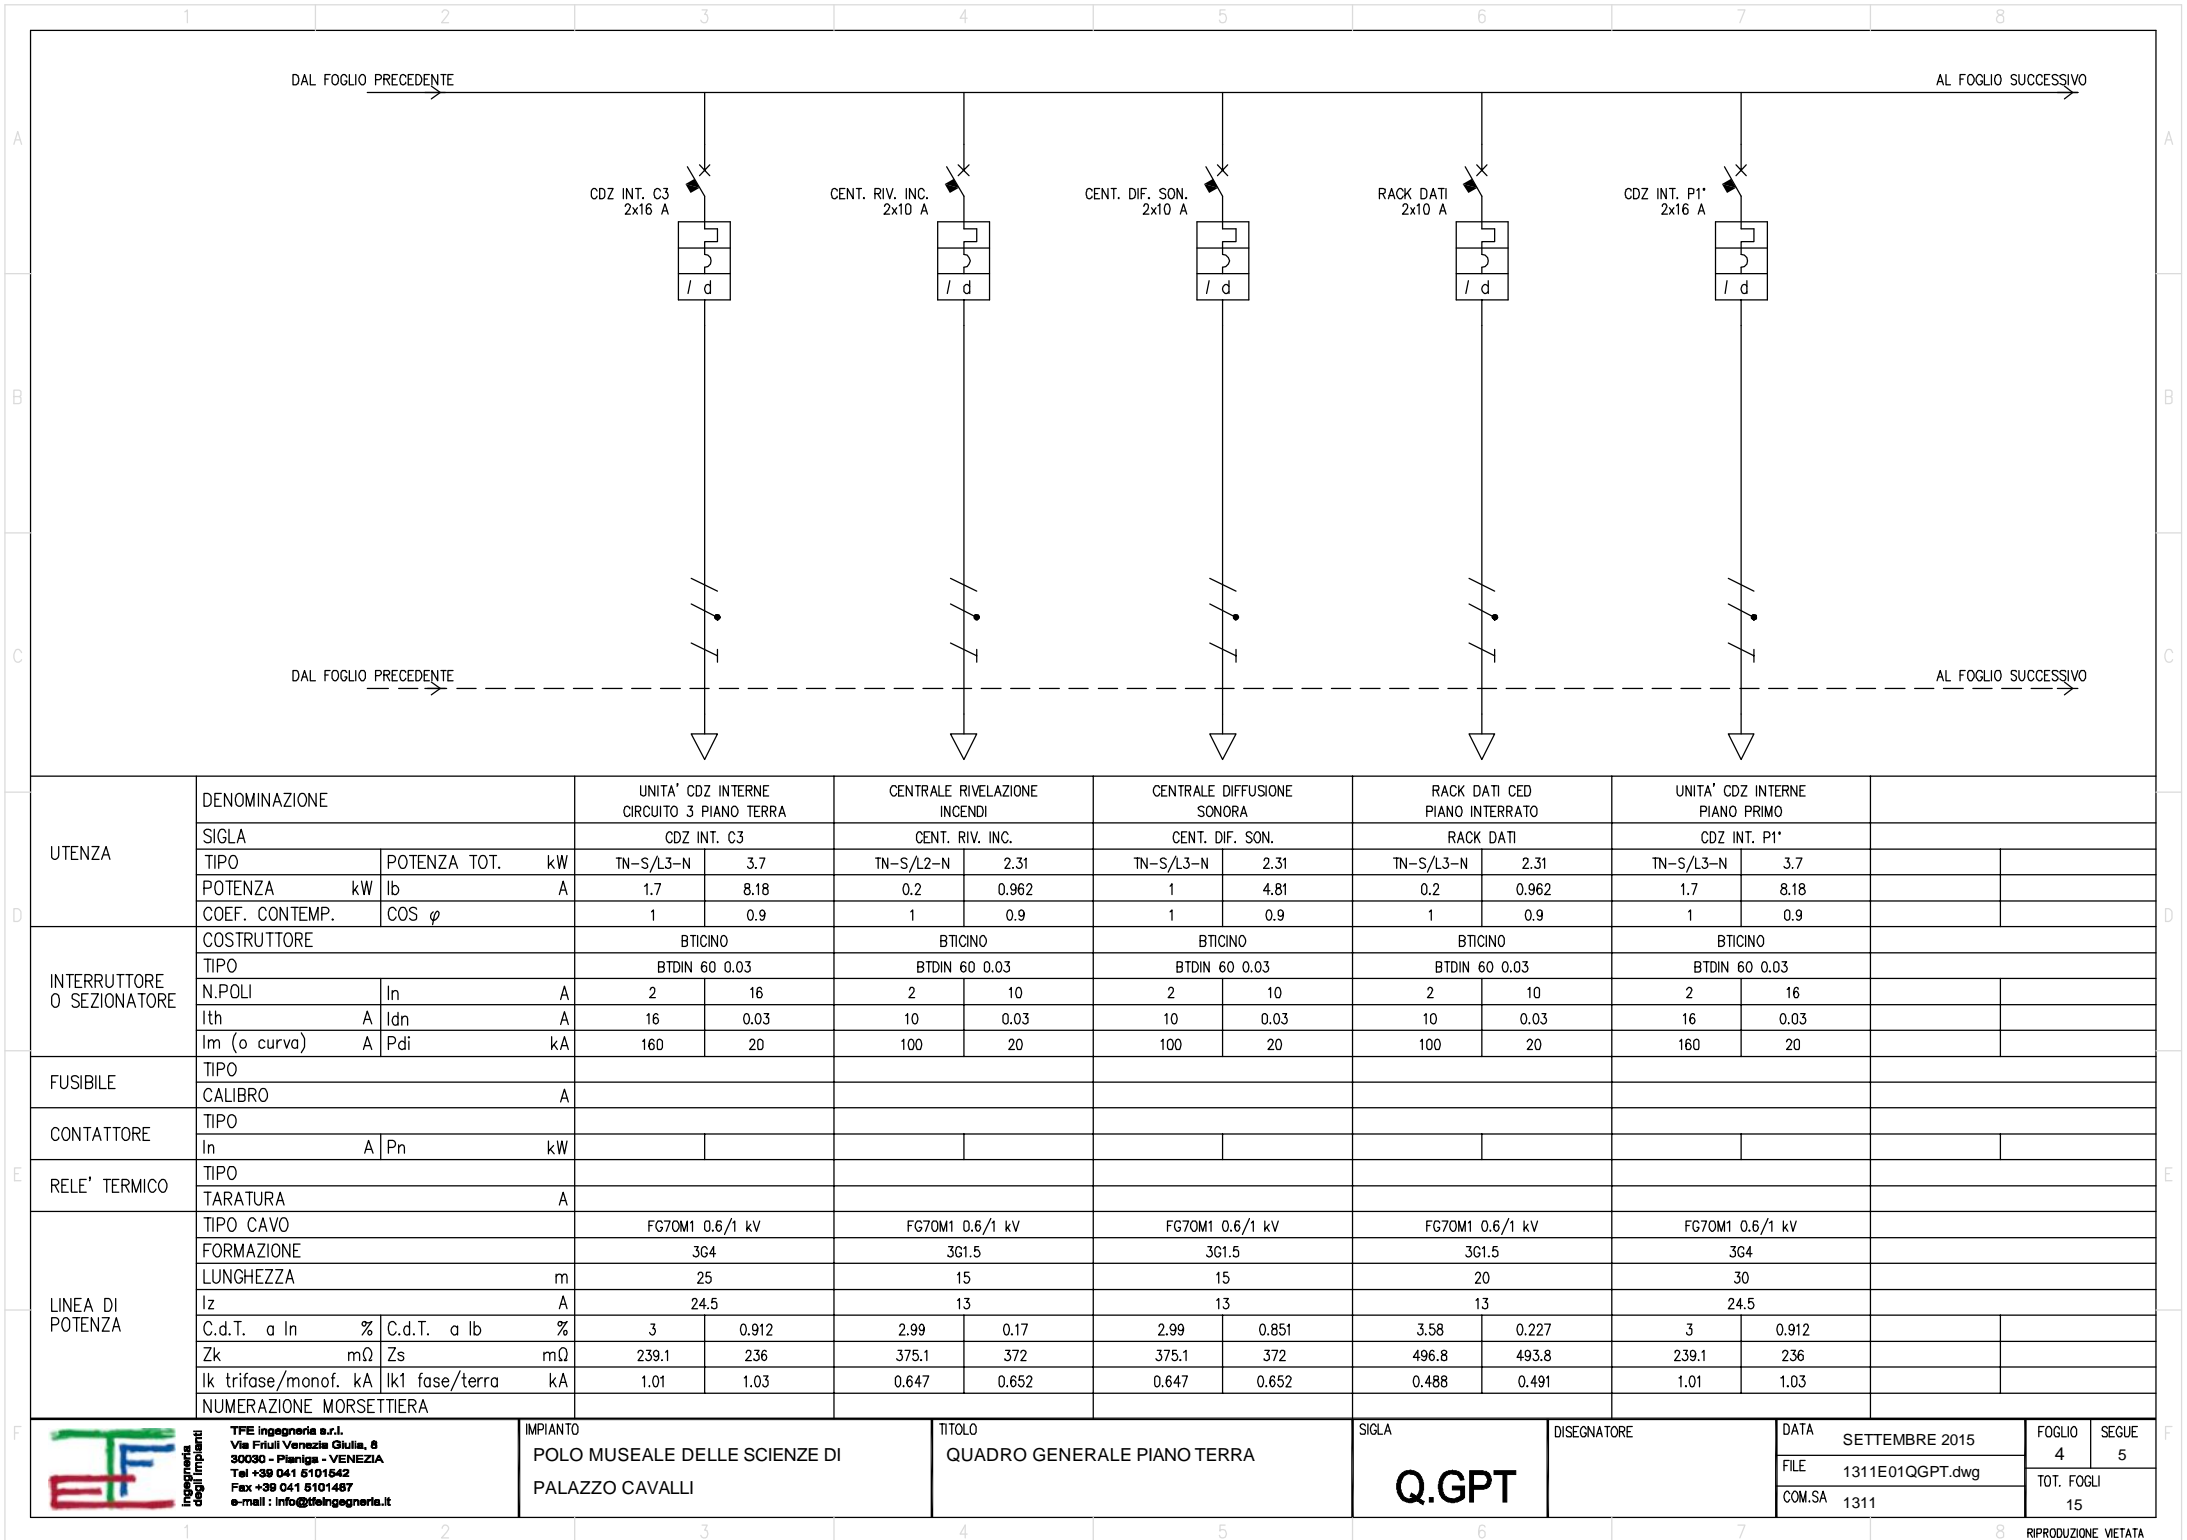 1 2 3 4 5 6 7 8
DAL FOGLIO PRECEDENTE AL FOGLIO SUCCESSIVO
A A
CDZ INT. C3 CENT. RIV. INC. CENT. DIF. SON. RACK DATI CDZ INT. P1°
2x16 A 2x10 A 2x10 A 2x10 A 2x16 A
I d I d I d I d I d
B B
C C
DAL FOGLIO PRECEDENTE AL FOGLIO SUCCESSIVO
UTENZA
DENOMINAZIONE UNITA' CDZ INTERNE CIRCUITO 3 PIANO TERRA CENTRALE RIVELAZIONE INCENDI CENTRALE DIFFUSIONE SONORA RACK DATI CED PIANO INTERRATO UNITA' CDZ INTERNE PIANO PRIMO
SIGLA CDZ INT. C3 CENT. RIV. INC. CENT. DIF. SON. RACK DATI CDZ INT. P1°
TIPO POTENZA TOT. kW TN-S/L3-N 3.7 TN-S/L2-N 2.31 TN-S/L3-N 2.31 TN-S/L3-N 2.31 TN-S/L3-N 3.7
POTENZA kW Ib A 1.7 8.18 0.2 0.962 1 4.81 0.2 0.962 1.7 8.18
D COEF. CONTEMP. COS φ 1 0.9 1 0.9 1 0.9 1 0.9 1 0.9 D
INTERRUTTORE O SEZIONATORE
COSTRUTTORE BTICINO BTICINO BTICINO BTICINO BTICINO
TIPO BTDIN 60 0.03 BTDIN 60 0.03 BTDIN 60 0.03 BTDIN 60 0.03 BTDIN 60 0.03
N.POLI In A 2 16 2 10 2 10 2 10 2 16
Ith A Idn A 16 0.03 10 0.03 10 0.03 10 0.03 16 0.03
Im (o curva) A Pdi kA 160 20 100 20 100 20 100 20 160 20
FUSIBILE
TIPO
CALIBRO A
CONTATTORE
TIPO
In A Pn kW
E RELE' TERMICO E
TIPO
TARATURA A
LINEA DI POTENZA
TIPO CAVO FG7OM1 0.6/1 kV FG7OM1 0.6/1 kV FG7OM1 0.6/1 kV FG7OM1 0.6/1 kV FG7OM1 0.6/1 kV
FORMAZIONE 3G4 3G1.5 3G1.5 3G1.5 3G4
LUNGHEZZA m 25 15 15 20 30
Iz A 24.5 13 13 13 24.5
C.d.T. a In % C.d.T. a Ib % 3 0.912 2.99 0.17 2.99 0.851 3.58 0.227 3 0.912
Zk mΩ Zs mΩ 239.1 236 375.1 372 375.1 372 496.8 493.8 239.1 236
Ik trifase/monof. kA Ik1 fase/terra kA 1.01 1.03 0.647 0.652 0.647 0.652 0.488 0.491 1.01 1.03
NUMERAZIONE MORSETTIERA
F F
TFE
ingegneria
degli impianti
TFE ingegneria s.r.l.
Via Friuli Venezia Giulia, 8
30030 - Pianiga - VENEZIA
Tel +39 041 5101542
Fax +39 041 5101487
e-mail : info@tfeingegneria.it
IMPIANTO
POLO MUSEALE DELLE SCIENZE DI
PALAZZO CAVALLI
TITOLO
QUADRO GENERALE PIANO TERRA
SIGLA
Q.GPT
DISEGNATORE
DATA SETTEMBRE 2015
FILE 1311E01QGPT.dwg
COM.SA 1311
FOGLIO 4
SEGUE 5
TOT. FOGLI
15
1 2 3 4 5 6 7 8
RIPRODUZIONE VIETATA